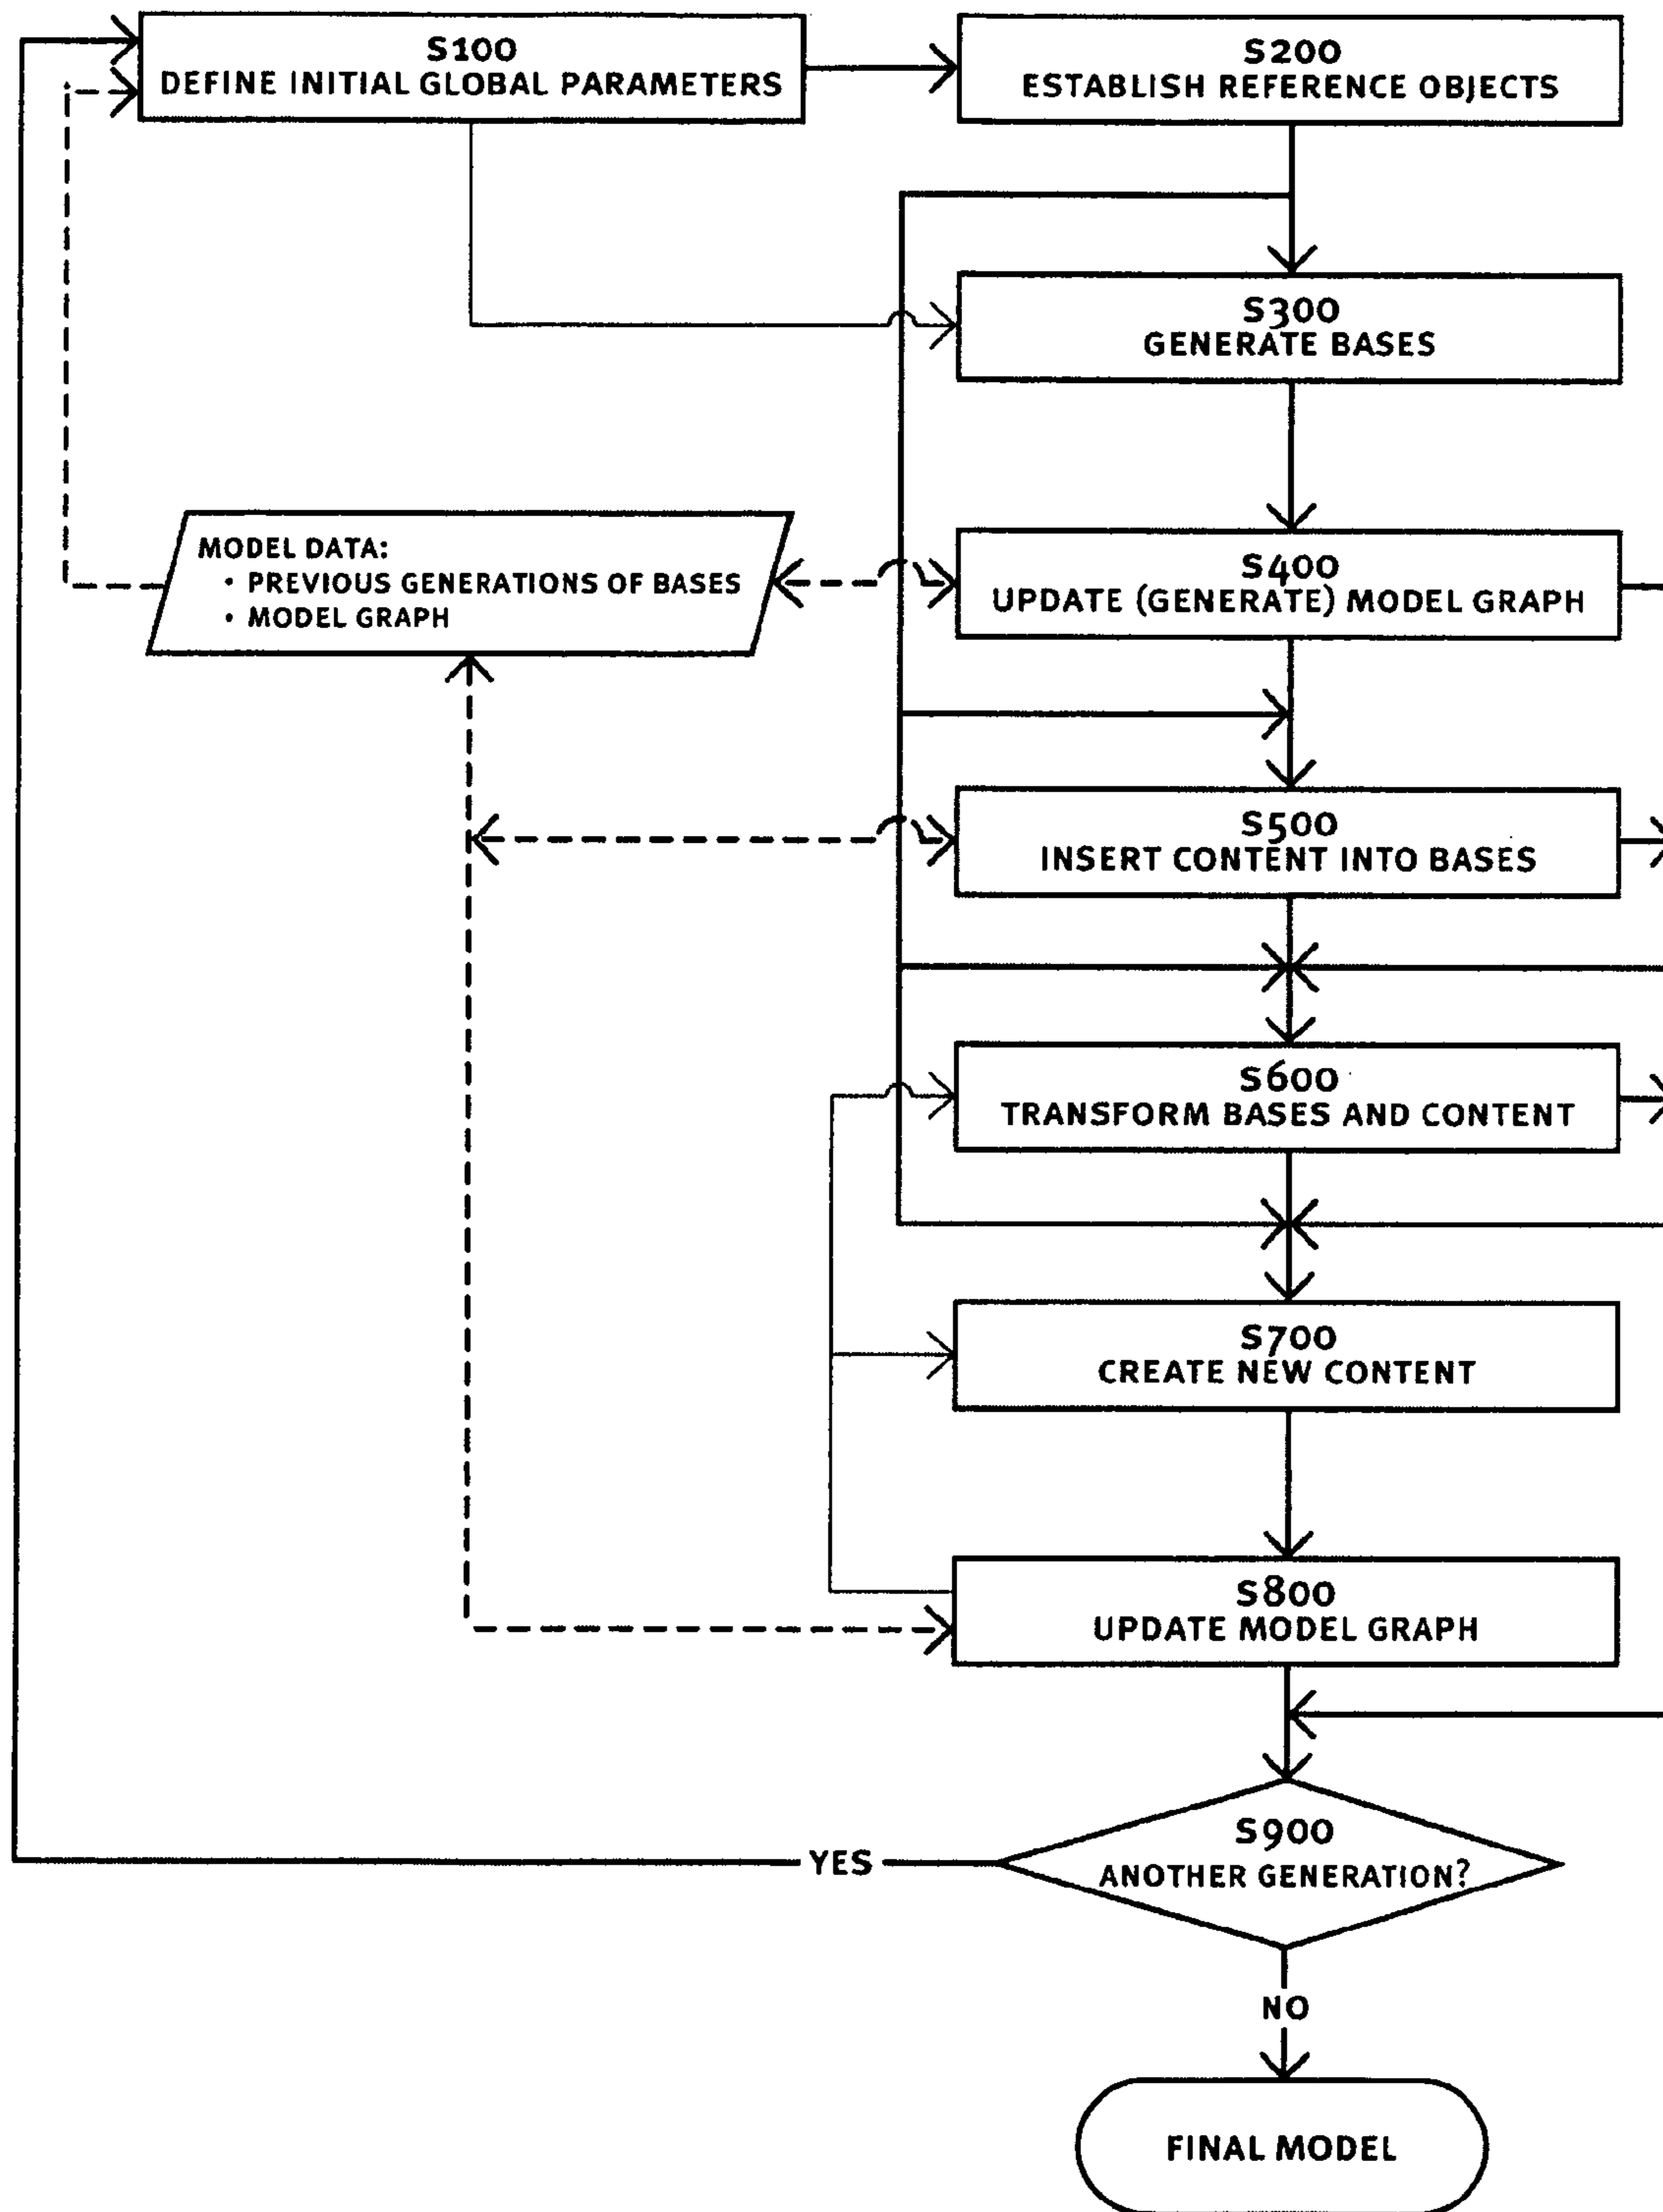 S100
DEFINE INITIAL GLOBAL PARAMETERS
S200
ESTABLISH REFERENCE OBJECTS
S300
GENERATE BASES
MODEL DATA:
• PREVIOUS GENERATIONS OF BASES
• MODEL GRAPH
S400
UPDATE (GENERATE) MODEL GRAPH
S500
INSERT CONTENT INTO BASES
S600
TRANSFORM BASES AND CONTENT
S700
CREATE NEW CONTENT
S800
UPDATE MODEL GRAPH
S900
ANOTHER GENERATION?
YES
NO
FINAL MODEL